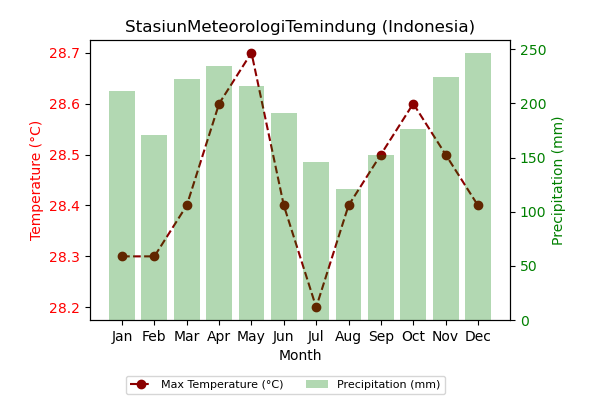 StasiunMeteorologiTemindung (Indonesia)
28.7
28.6
28.5
28.4
28.3
28.2
Temperature (°C)
250
200
150
100
50
0
Precipitation (mm)
Jan Feb Mar Apr May Jun Jul Aug Sep Oct Nov Dec
Month
Max Temperature (°C) Precipitation (mm)